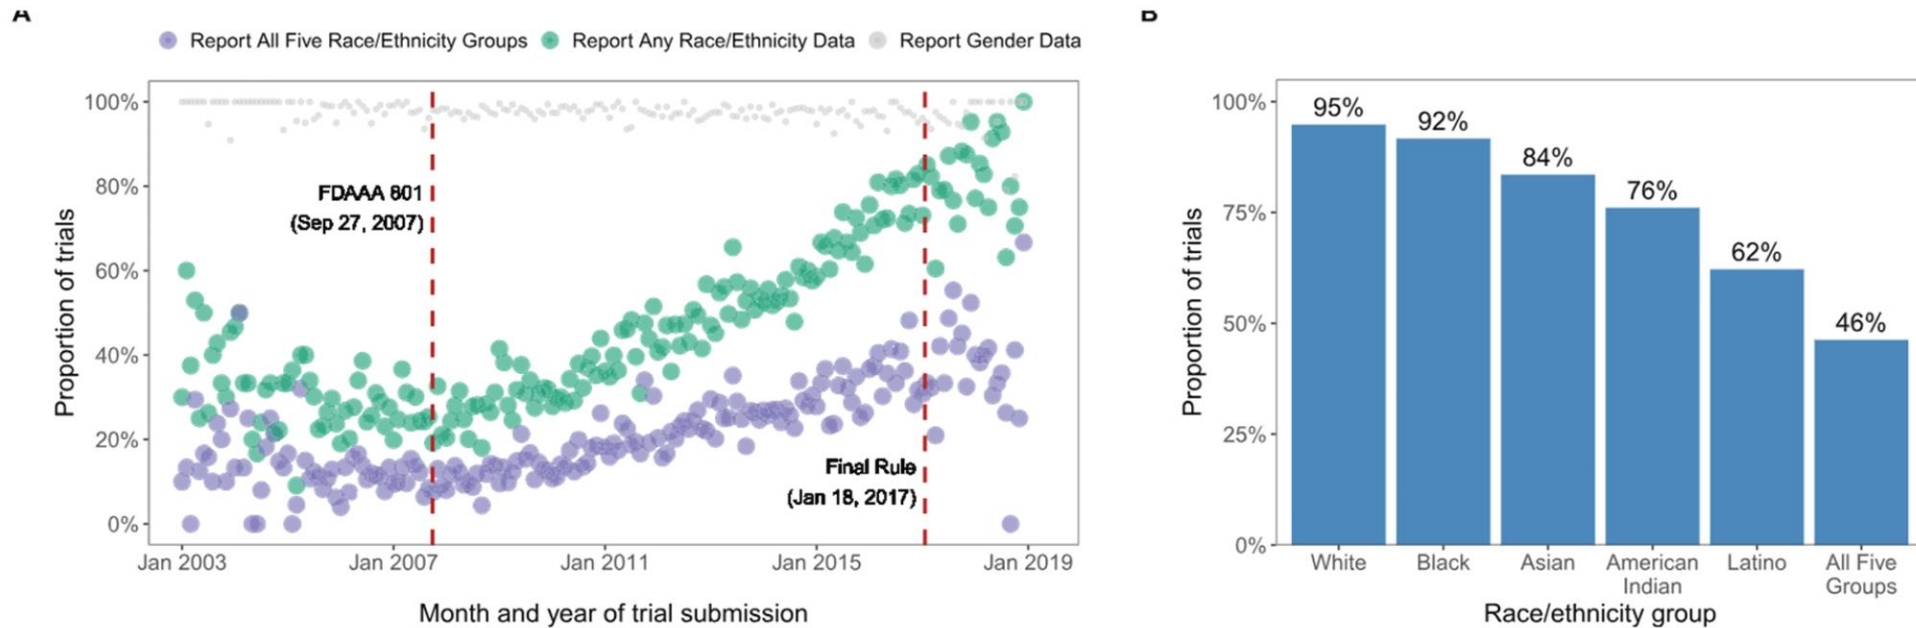 A
Report All Five Race/Ethnicity Groups Report Any Race/Ethnicity Data Report Gender Data
100%
80%
60%
40%
20%
0%
Proportion of trials
FDAAA 801
(Sep 27, 2007)
Final Rule
(Jan 18, 2017)
Jan 2003 Jan 2007 Jan 2011 Jan 2015 Jan 2019
Month and year of trial submission
B
100%
75%
50%
25%
0%
Proportion of trials
95%
92%
84%
76%
62%
46%
White Black Asian American Latino All Five
Indian Groups
Race/ethnicity group